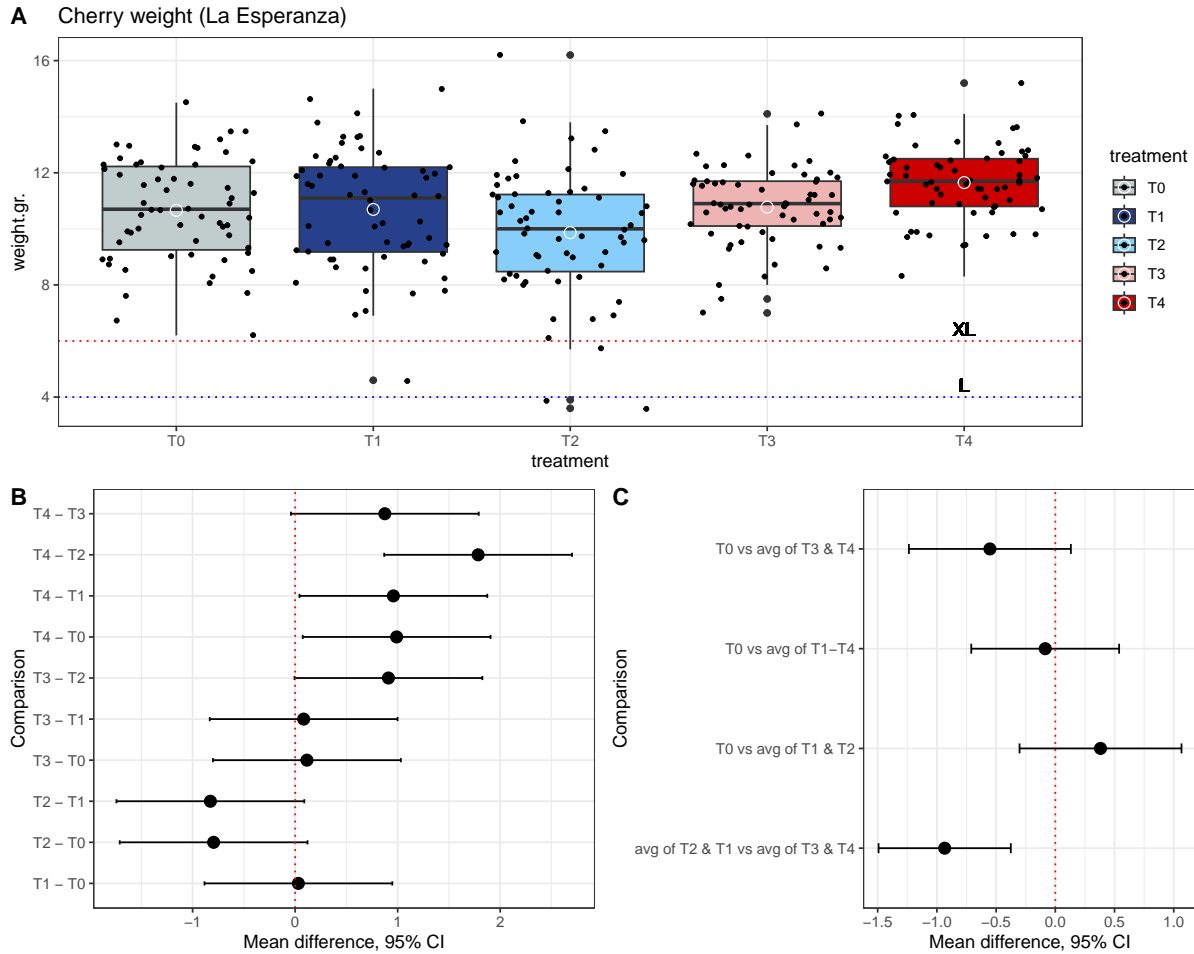 A Cherry weight (La Esperanza)
weight.gr.
16
12
8
4
XL
L
T0 T1 T2 T3 T4
treatment
treatment
T0
T1
T2
T3
T4
B
Comparison
T4 − T3
T4 − T2
T4 − T1
T4 − T0
T3 − T2
T3 − T1
T3 − T0
T2 − T1
T2 − T0
T1 − T0
−1 0 1 2
Mean difference, 95% CI
C
Comparison
T0 vs avg of T3 & T4
T0 vs avg of T1−T4
T0 vs avg of T1 & T2
avg of T2 & T1 vs avg of T3 & T4
−1.5 −1.0 −0.5 0.0 0.5 1.0
Mean difference, 95% CI